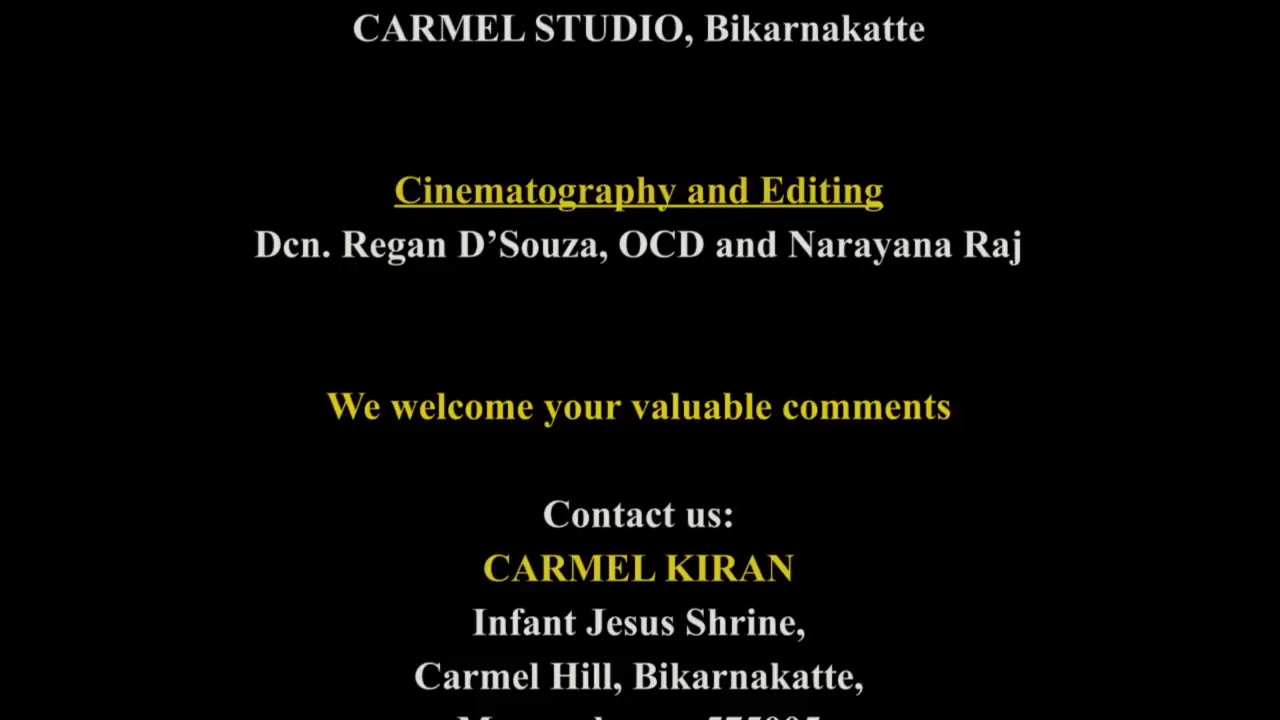 CARMEL STUDIO, Bikarnakatte
Cinematography and Editing
Dcn. Regan D’Souza, OCD and Narayana Raj
We welcome your valuable comments
Contact us:
CARMEL KIRAN
Infant Jesus Shrine,
Carmel Hill, Bikarnakatte,